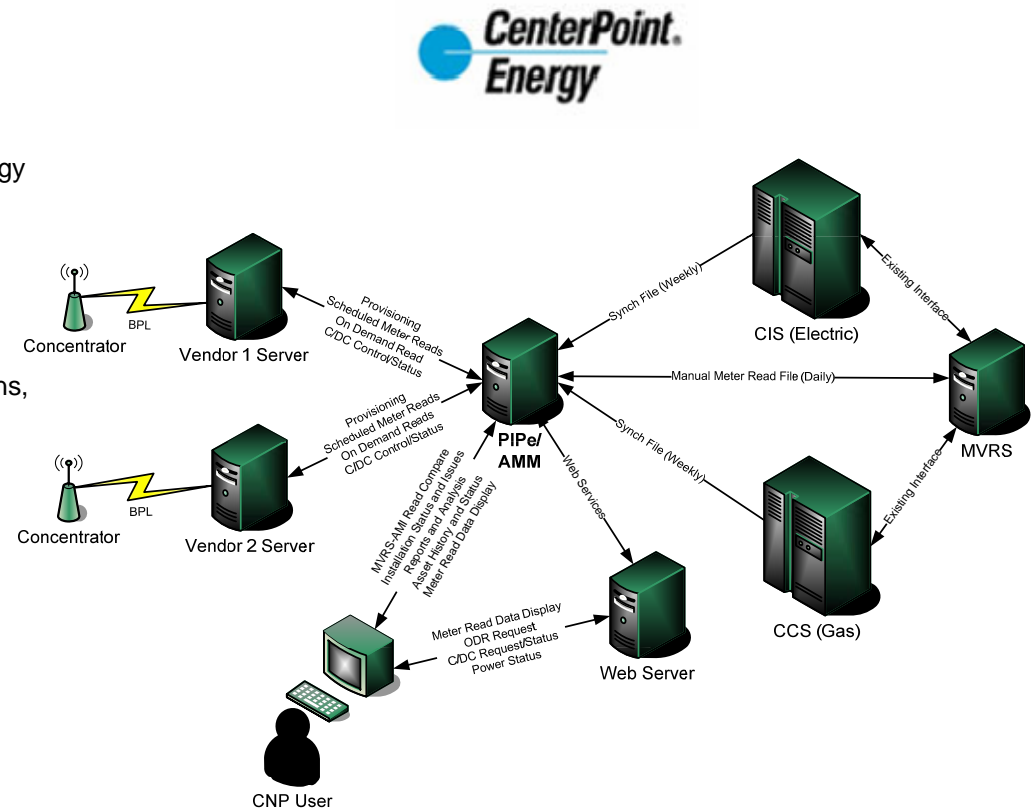 CenterPoint.
Energy
gy
ns,
Concentrator
BPL
Vendor 1 Server
Provisioning
Scheduled Meter Reads
On Demand Read
C/DC Control/Status
Concentrator
BPL
Vendor 2 Server
Provisioning
Scheduled Meter Reads
On Demand Reads
C/DC Control/Status
PIPe/
AMM
Synch File (Weekly)
CIS (Electric)
Existing Interface
Manual Meter Read File (Daily)
MVRS
Synch File (Weekly)
Existing Interface
CCS (Gas)
Web Services
Web Server
MVRS-AMI Read Compare
Installation Status and Issues
Reports and Analysis
Asset History and Status
Meter Read Data Display
Meter Read Data Display
ODR Request
C/DC Request/Status
Power Status
CNP User